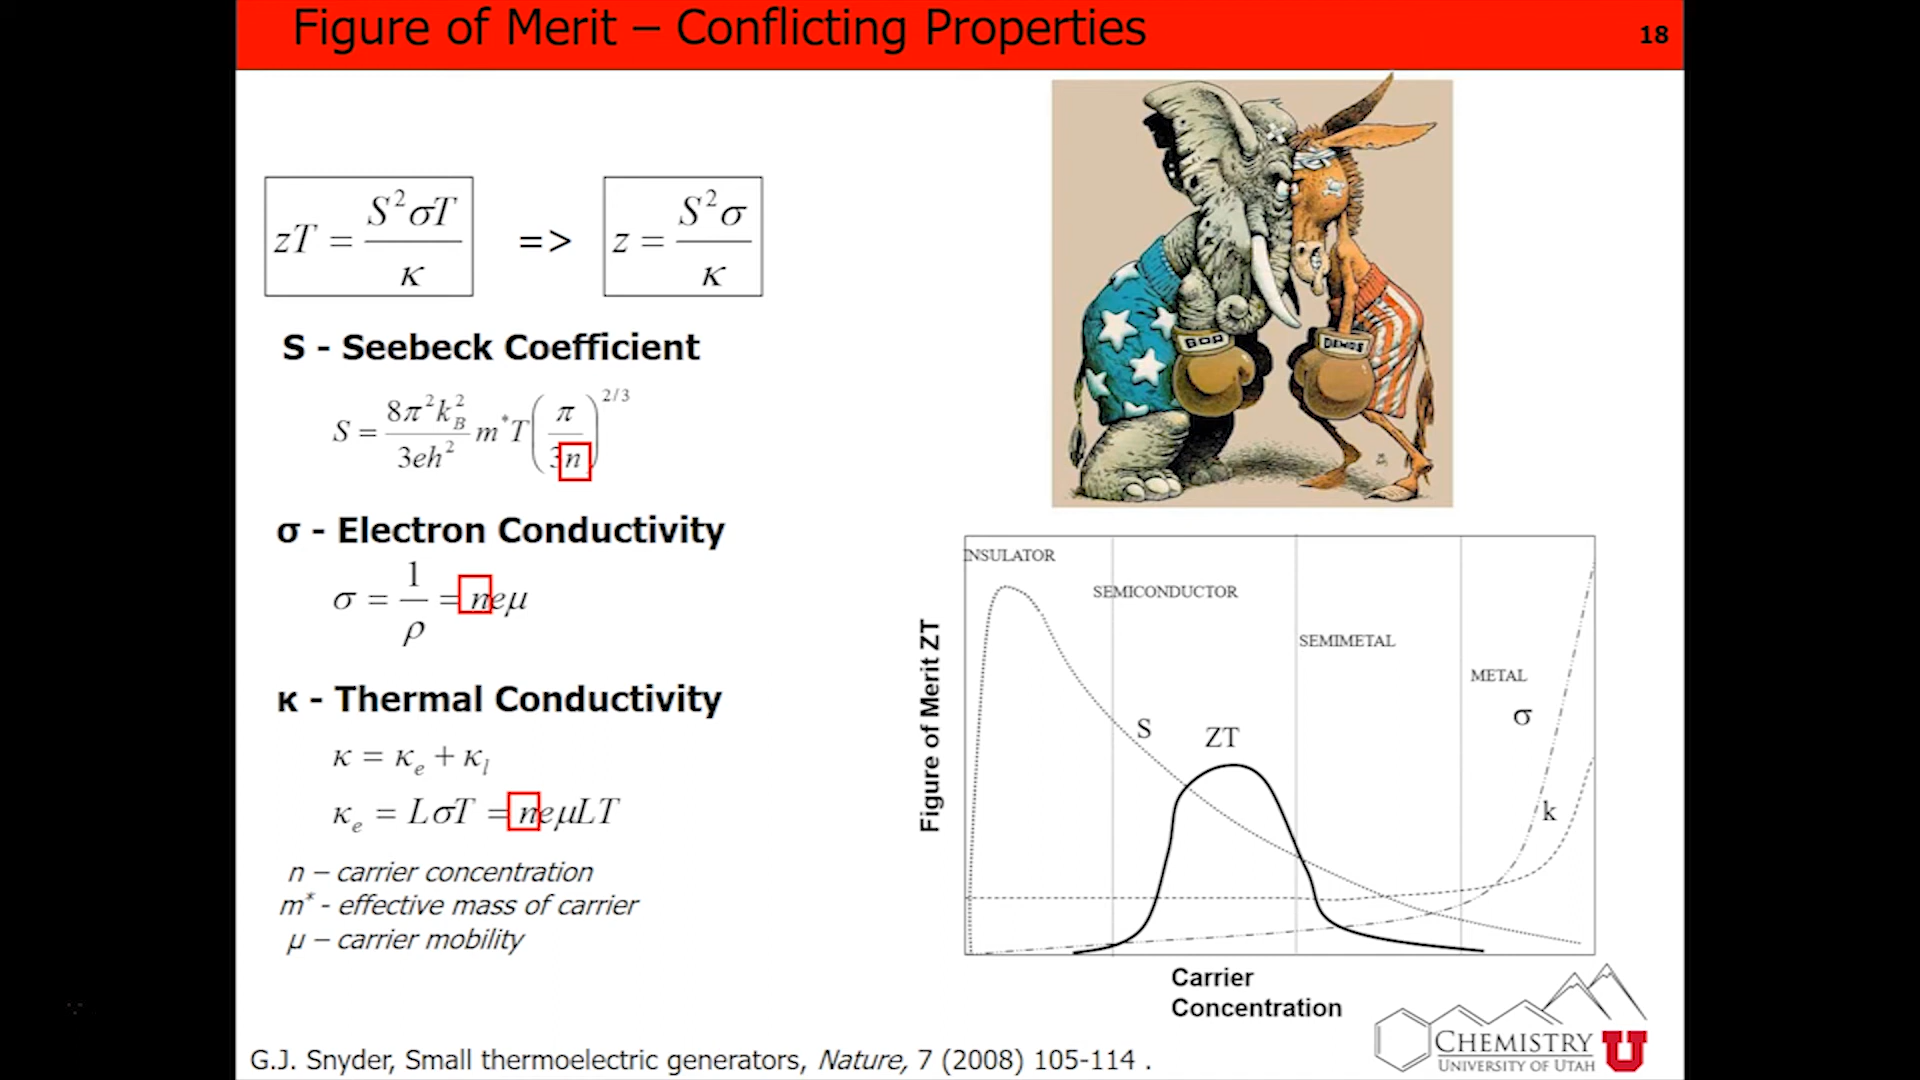 Figure of Merit – Conflicting Properties
18
zT = S²σT / κ => z = S²σ / κ
S - Seebeck Coefficient
S = 8π²k_B² / 3eh² m*T (π / 3n)^2/3
σ - Electron Conductivity
σ = 1 / ρ = neμ
κ - Thermal Conductivity
κ = κ_e + κ_l
κ_e = LσT = neμLT
n – carrier concentration
m* - effective mass of carrier
μ – carrier mobility
GOP
DEMOS
INSULATOR
SEMICONDUCTOR
SEMIMETAL
METAL
σ
S
ZT
k
Figure of Merit ZT
Carrier
Concentration
CHEMISTRY
UNIVERSITY OF UTAH
U
G.J. Snyder, Small thermoelectric generators, Nature, 7 (2008) 105-114 .